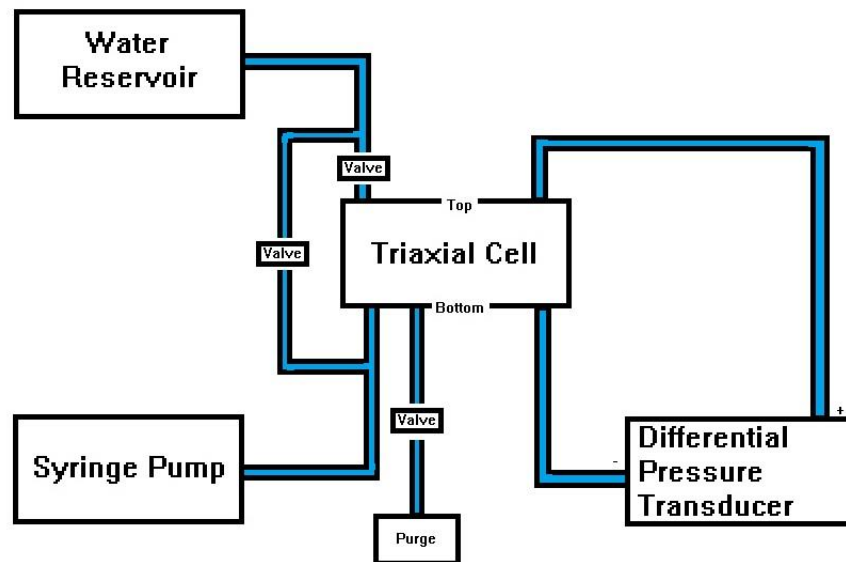 Water
Reservoir
Valve
Top
Valve
Triaxial Cell
Bottom
Syringe Pump
Valve
+
-
Differential
Pressure
Transducer
Purge